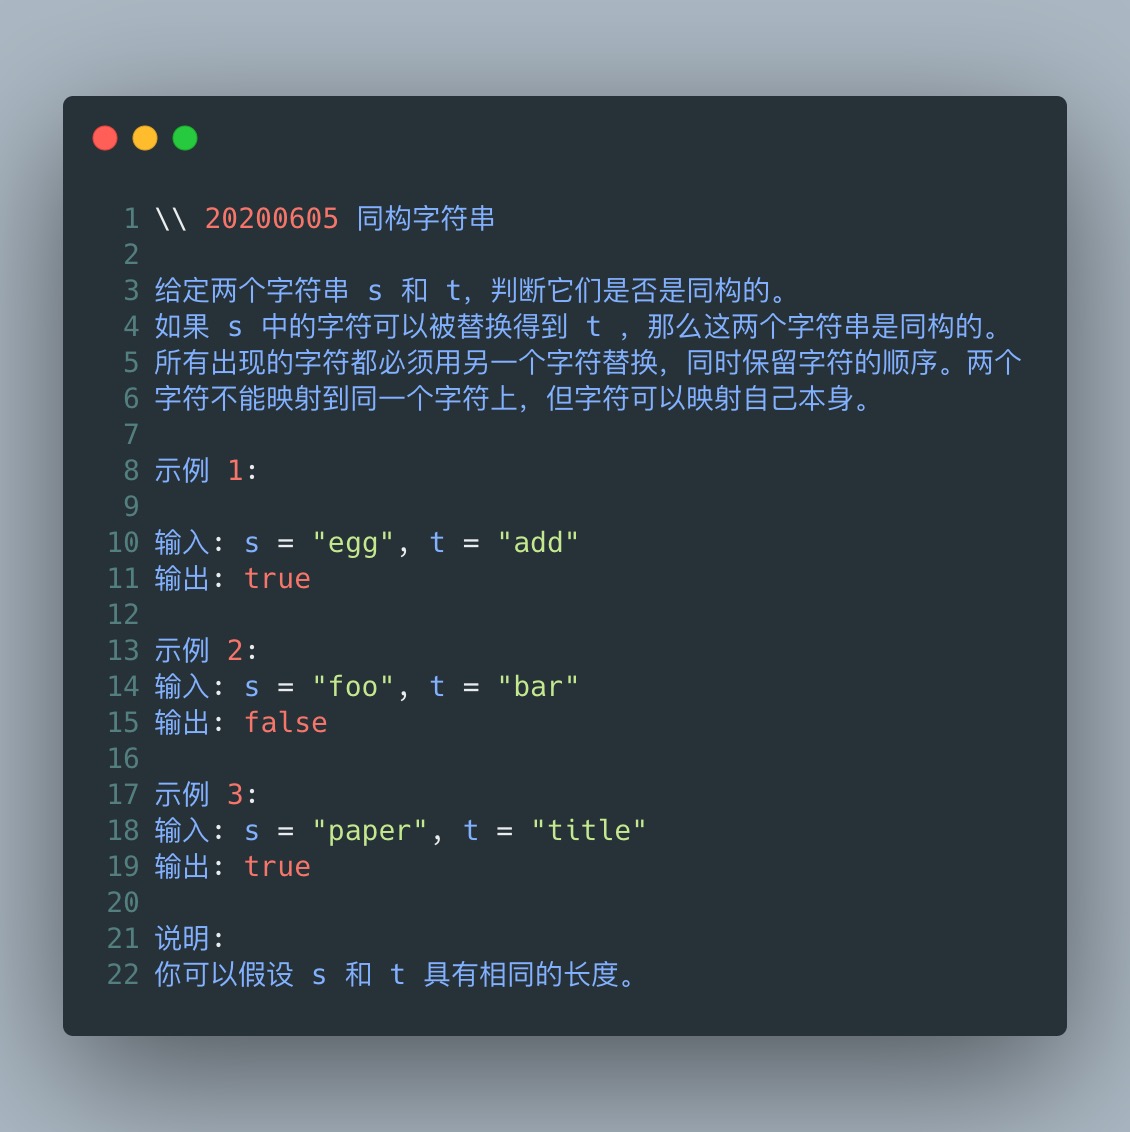 1 \\ 20200605 同构字符串
2
3 给定两个字符串 s 和 t，判断它们是否是同构的。
4 如果 s 中的字符可以被替换得到 t ，那么这两个字符串是同构的。
5 所有出现的字符都必须用另一个字符替换，同时保留字符的顺序。两个
6 字符不能映射到同一个字符上，但字符可以映射自己本身。
7
8 示例 1:
9
10 输入: s = "egg", t = "add"
11 输出: true
12
13 示例 2:
14 输入: s = "foo", t = "bar"
15 输出: false
16
17 示例 3:
18 输入: s = "paper", t = "title"
19 输出: true
20
21 说明:
22 你可以假设 s 和 t 具有相同的长度。